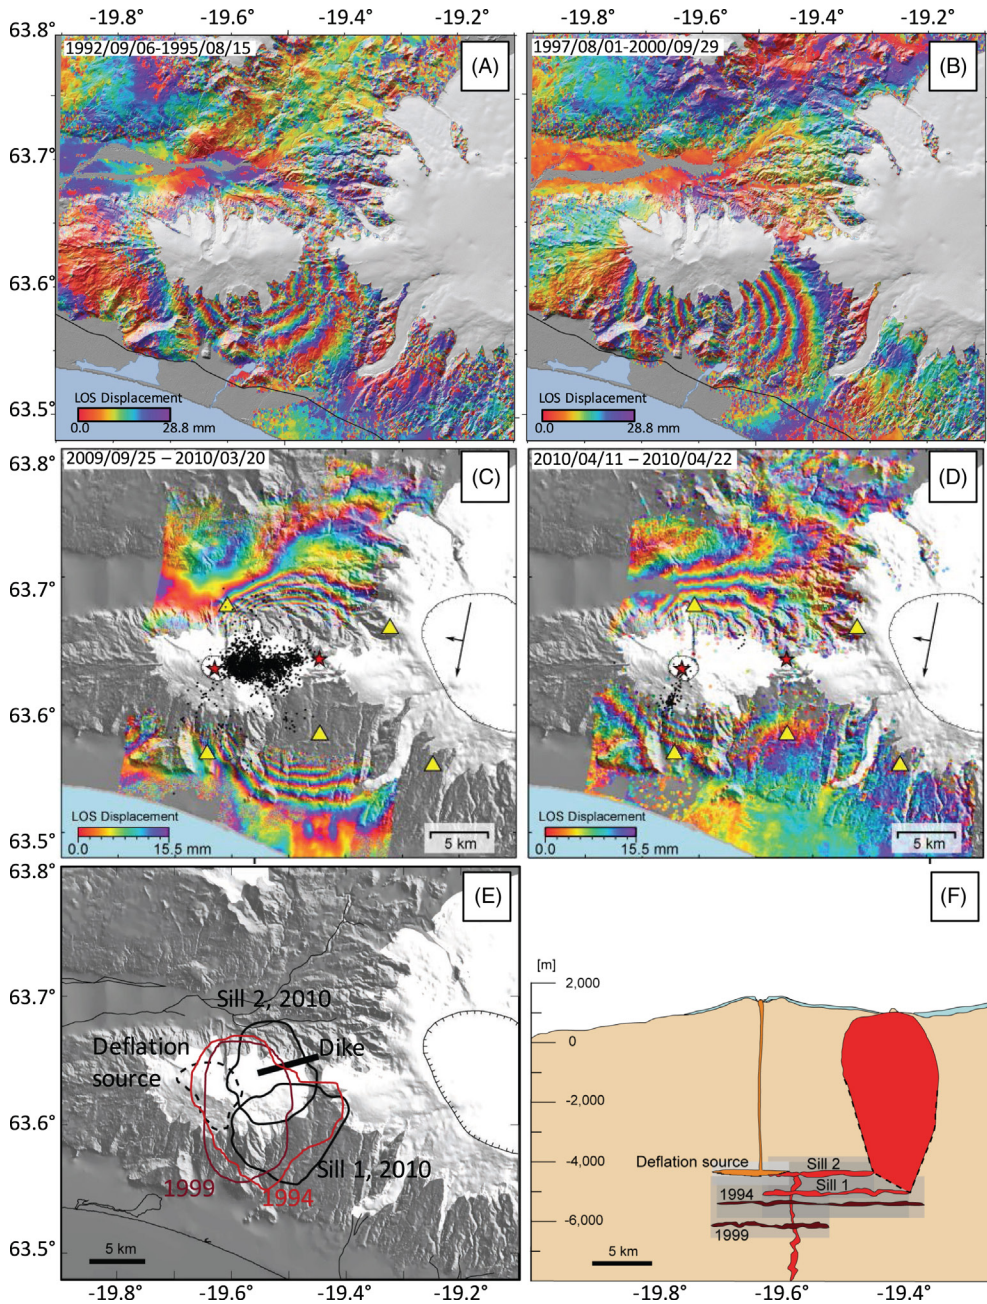 -19.8° -19.6° -19.4° -19.2° -19.8° -19.6° -19.4° -19.2°
63.8°
1992/09/06-1995/08/15 (A)
1997/08/01-2000/09/29 (B)
63.7°
63.6°
63.5°
LOS Displacement
0.0 28.8 mm
LOS Displacement
0.0 28.8 mm
63.8°
2009/09/25 – 2010/03/20 (C)
2010/04/11 – 2010/04/22 (D)
63.7°
63.6°
63.5°
LOS Displacement
0.0 15.5 mm
5 km
LOS Displacement
0.0 15.5 mm
5 km
63.8°
(E)
63.7°
Sill 2, 2010
Deflation
source
Dike
63.6°
Sill 1, 2010
1999
1994
63.5°
5 km
-19.8° -19.6° -19.4° -19.2°
(F)
[m]
2,000
0
-2,000
-4,000
Deflation source
Sill 2
Sill 1
1994
-6,000
1999
5 km
-19.8° -19.6° -19.4°